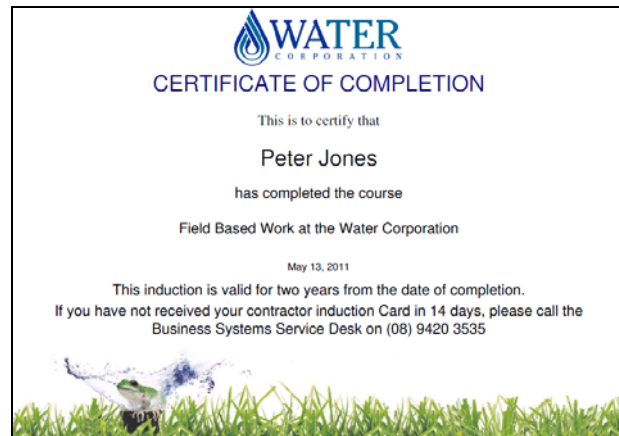 WATER
CORPORATION
CERTIFICATE OF COMPLETION
This is to certify that
Peter Jones
has completed the course
Field Based Work at the Water Corporation
May 13, 2011
This induction is valid for two years from the date of completion.
If you have not received your contractor induction Card in 14 days, please call the
Business Systems Service Desk on (08) 9420 3535